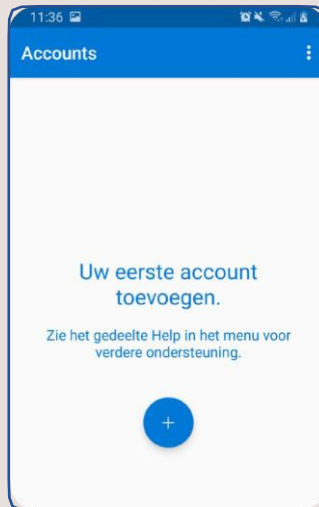 11:36
Accounts
Uw eerste account
toevoegen.
Zie het gedeelte Help in het menu voor
verdere ondersteuning.
+